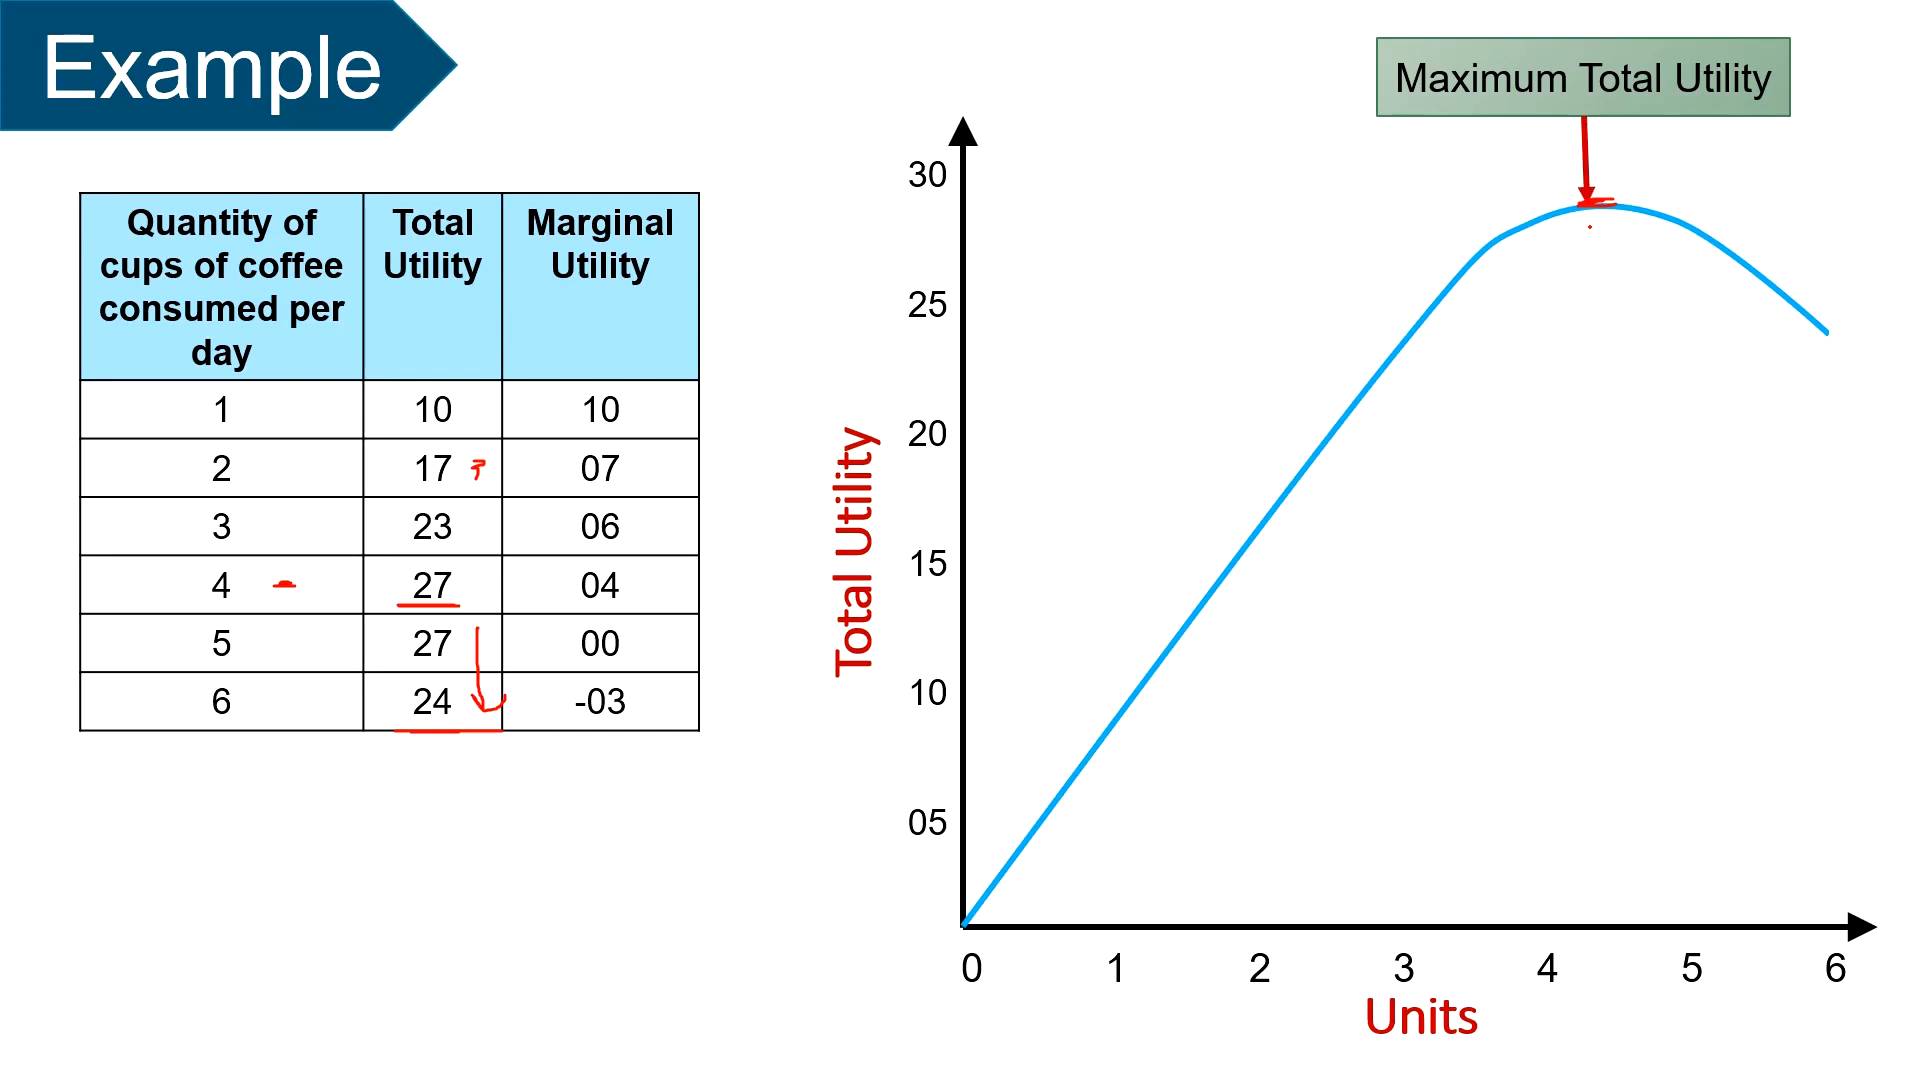 Example
Maximum Total Utility
Quantity of cups of coffee consumed per day Total Utility Marginal Utility
1 10 10
2 17 07
3 23 06
4 27 04
5 27 00
6 24 -03
Total Utility
30
25
20
15
10
05
0 1 2 3 4 5 6
Units